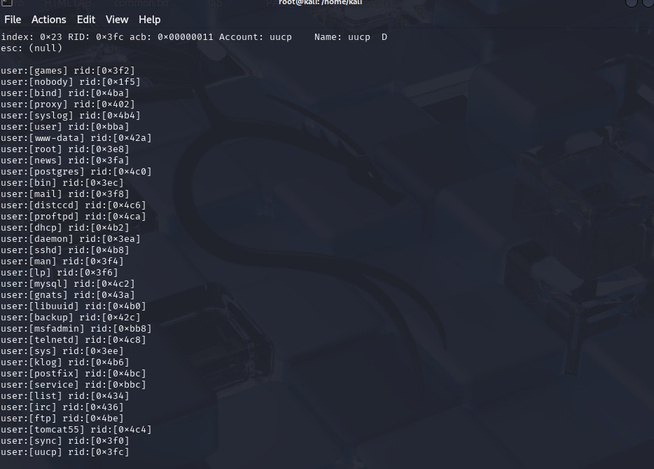 root@kali: /home/kali
File Actions Edit View Help
index: 0×23 RID: 0×3fc acb: 0×00000011 Account: uucp    Name: uucp  D
esc: (null)
user:[games] rid:[0×3f2]
user:[nobody] rid:[0×1f5]
user:[bind] rid:[0×4ba]
user:[proxy] rid:[0×402]
user:[syslog] rid:[0×4b4]
user:[user] rid:[0×bba]
user:[www-data] rid:[0×42a]
user:[root] rid:[0×3e8]
user:[news] rid:[0×3fa]
user:[postgres] rid:[0×4c0]
user:[bin] rid:[0×3ec]
user:[mail] rid:[0×3f8]
user:[distccd] rid:[0×4c6]
user:[proftpd] rid:[0×4ca]
user:[dhcp] rid:[0×4b2]
user:[daemon] rid:[0×3ea]
user:[sshd] rid:[0×4b8]
user:[man] rid:[0×3f4]
user:[lp] rid:[0×3f6]
user:[mysql] rid:[0×4c2]
user:[gnats] rid:[0×43a]
user:[libuuid] rid:[0×4b0]
user:[backup] rid:[0×42c]
user:[msfadmin] rid:[0×bb8]
user:[telnetd] rid:[0×4c8]
user:[sys] rid:[0×3ee]
user:[klog] rid:[0×4b6]
user:[postfix] rid:[0×4bc]
user:[service] rid:[0×bbc]
user:[list] rid:[0×434]
user:[irc] rid:[0×436]
user:[ftp] rid:[0×4be]
user:[tomcat55] rid:[0×4c4]
user:[sync] rid:[0×3f0]
user:[uucp] rid:[0×3fc]